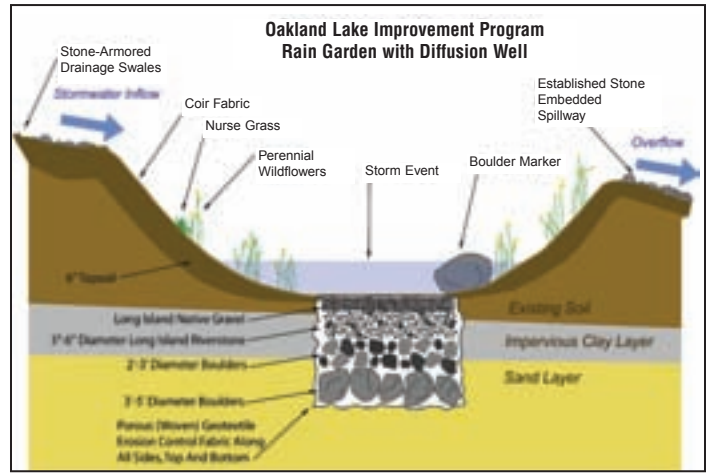 Oakland Lake Improvement Program
Rain Garden with Diffusion Well
Stone-Armored
Drainage Swales
Stormwater Inflow
Coir Fabric
Nurse Grass
Perennial
Wildflowers
Storm Event
Boulder Marker
Established Stone
Embedded
Spillway
Overflow
6" Topsoil
Long Island Native Gravel
Diameter Long Island Riverstone
2'-3' Diameter Boulders
3'-5' Diameter Boulders
Porous (Woven) Geotextile
Erosion Control Fabric Along
All Sides, Top And Bottom
Existing Soil
Impervious Clay Layer
Sand Layer